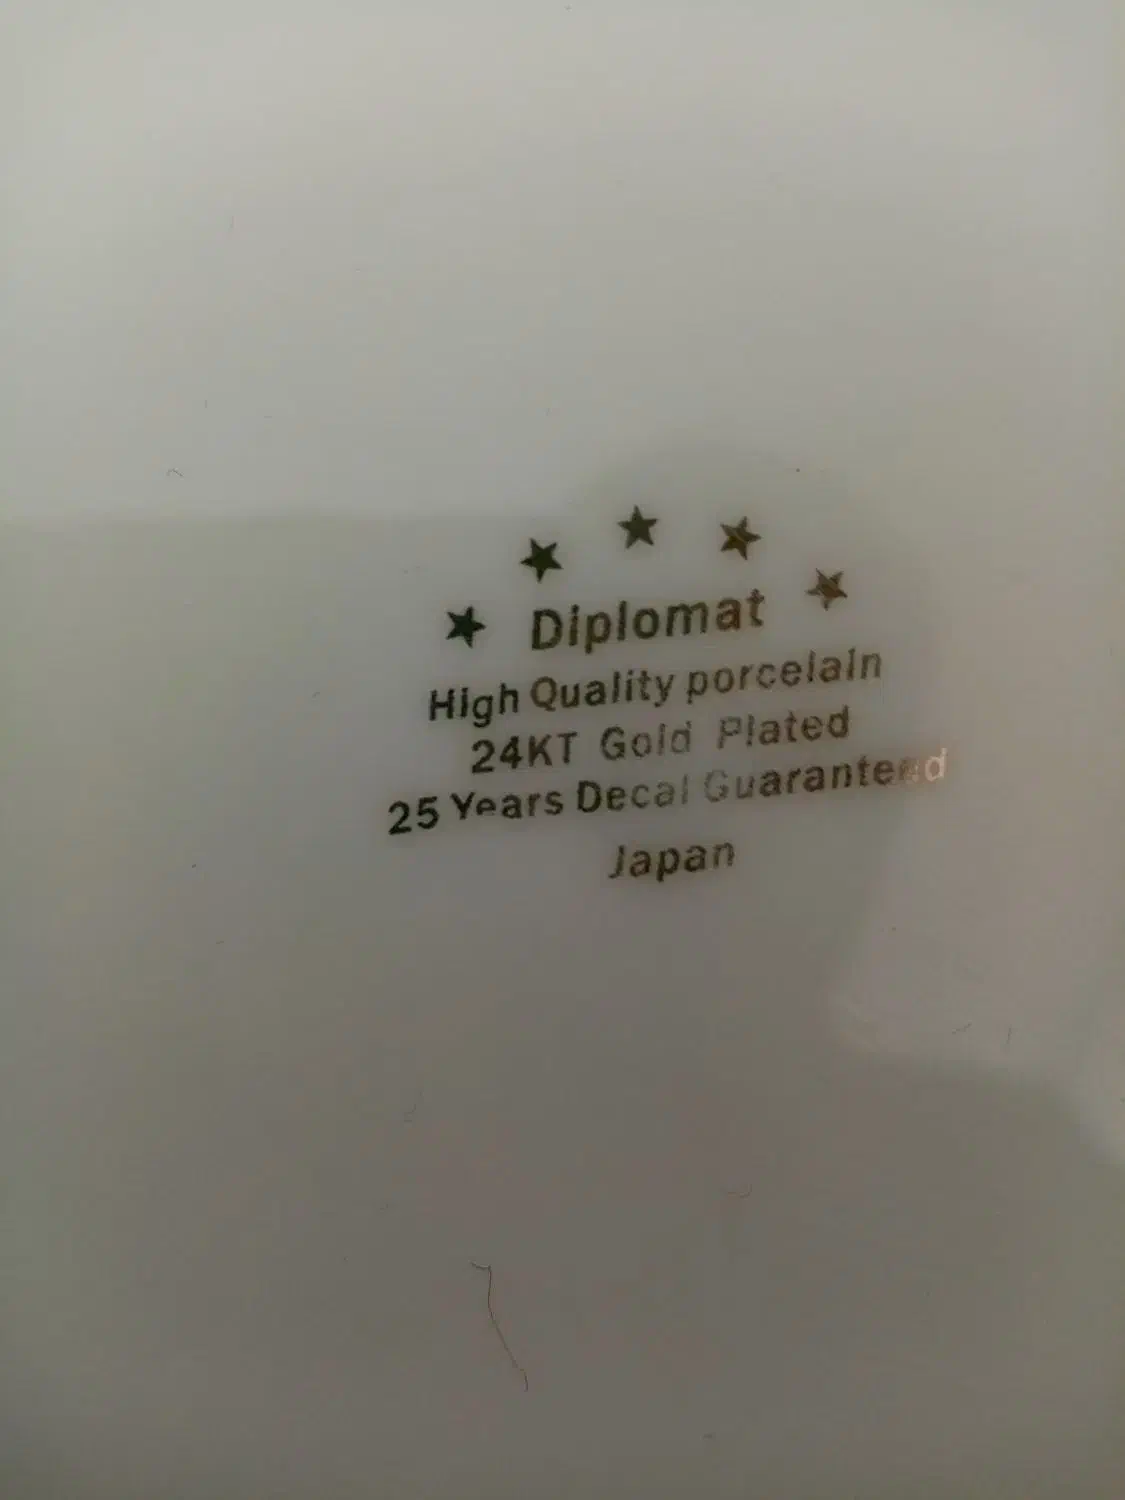 Diplomat
High Quality porcelain
24KT Gold Plated
25 Years Decal Guaranteed
Japan